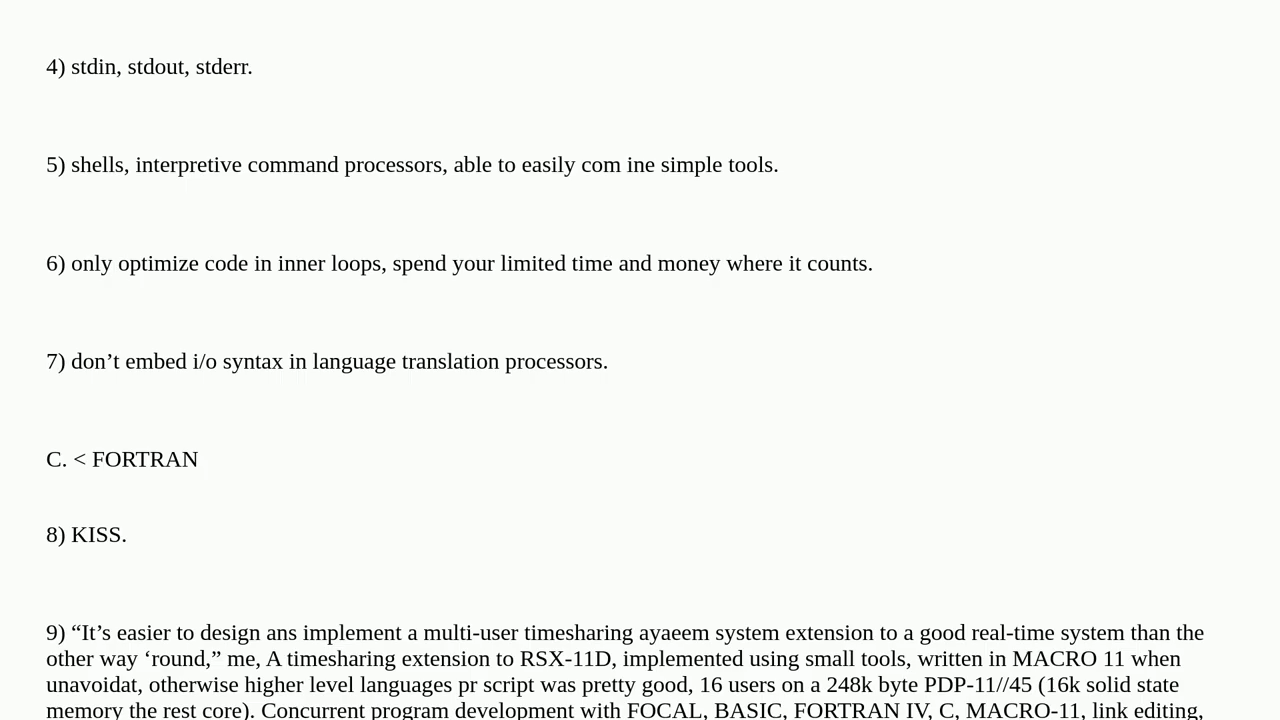 4) stdin, stdout, stderr.
5) shells, interpretive command processors, able to easily com ine simple tools.
6) only optimize code in inner loops, spend your limited time and money where it counts.
7) don’t embed i/o syntax in language translation processors.
C. < FORTRAN
8) KISS.
9) “It’s easier to design ans implement a multi-user timesharing ayaeem system extension to a good real-time system than the
other way ‘round,” me, A timesharing extension to RSX-11D, implemented using small tools, written in MACRO 11 when
unavoidat, otherwise higher level languages pr script was pretty good, 16 users on a 248k byte PDP-11//45 (16k solid state
memory the rest core). Concurrent program development with FOCAL, BASIC, FORTRAN IV, C, MACRO-11, link editing,